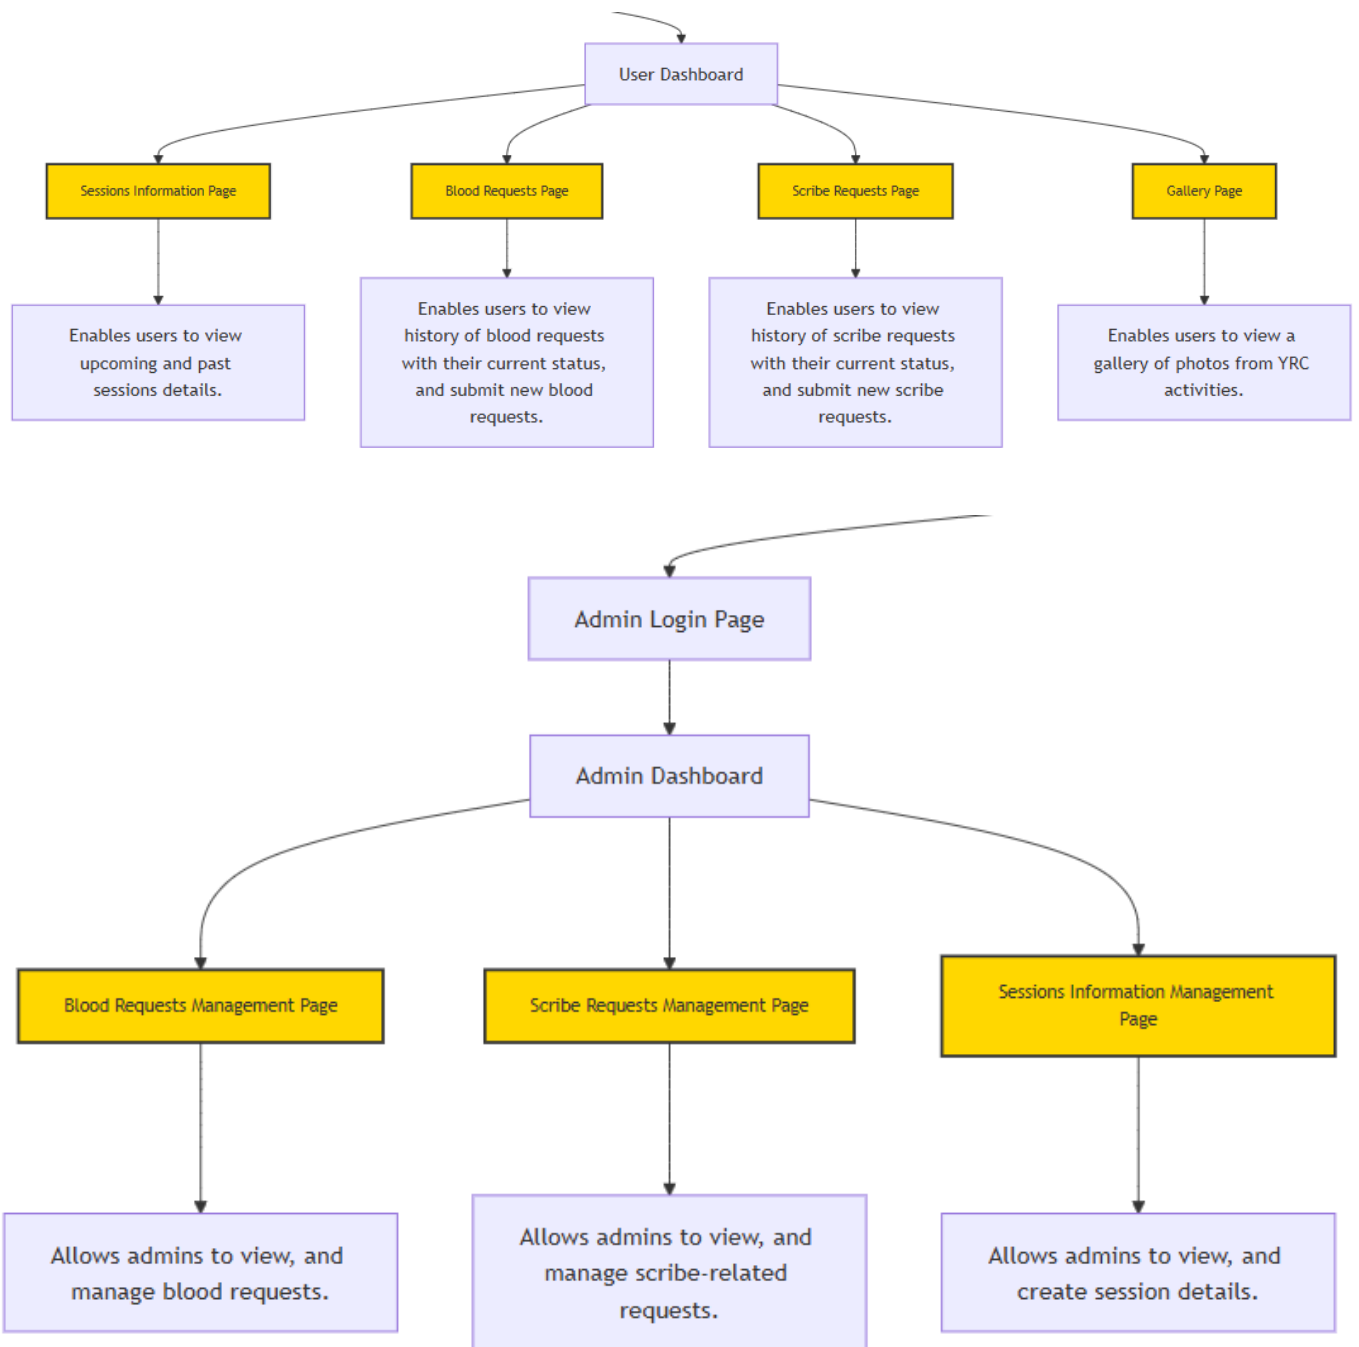 User Dashboard
Sessions Information Page
Blood Requests Page
Scribe Requests Page
Gallery Page
Enables users to view
upcoming and past
sessions details.
Enables users to view
history of blood requests
with their current status,
and submit new blood
requests.
Enables users to view
history of scribe requests
with their current status,
and submit new scribe
requests.
Enables users to view a
gallery of photos from YRC
activities.
Admin Login Page
Admin Dashboard
Blood Requests Management Page
Scribe Requests Management Page
Sessions Information Management
Page
Allows admins to view, and
manage blood requests.
Allows admins to view, and
manage scribe-related
requests.
Allows admins to view, and
create session details.